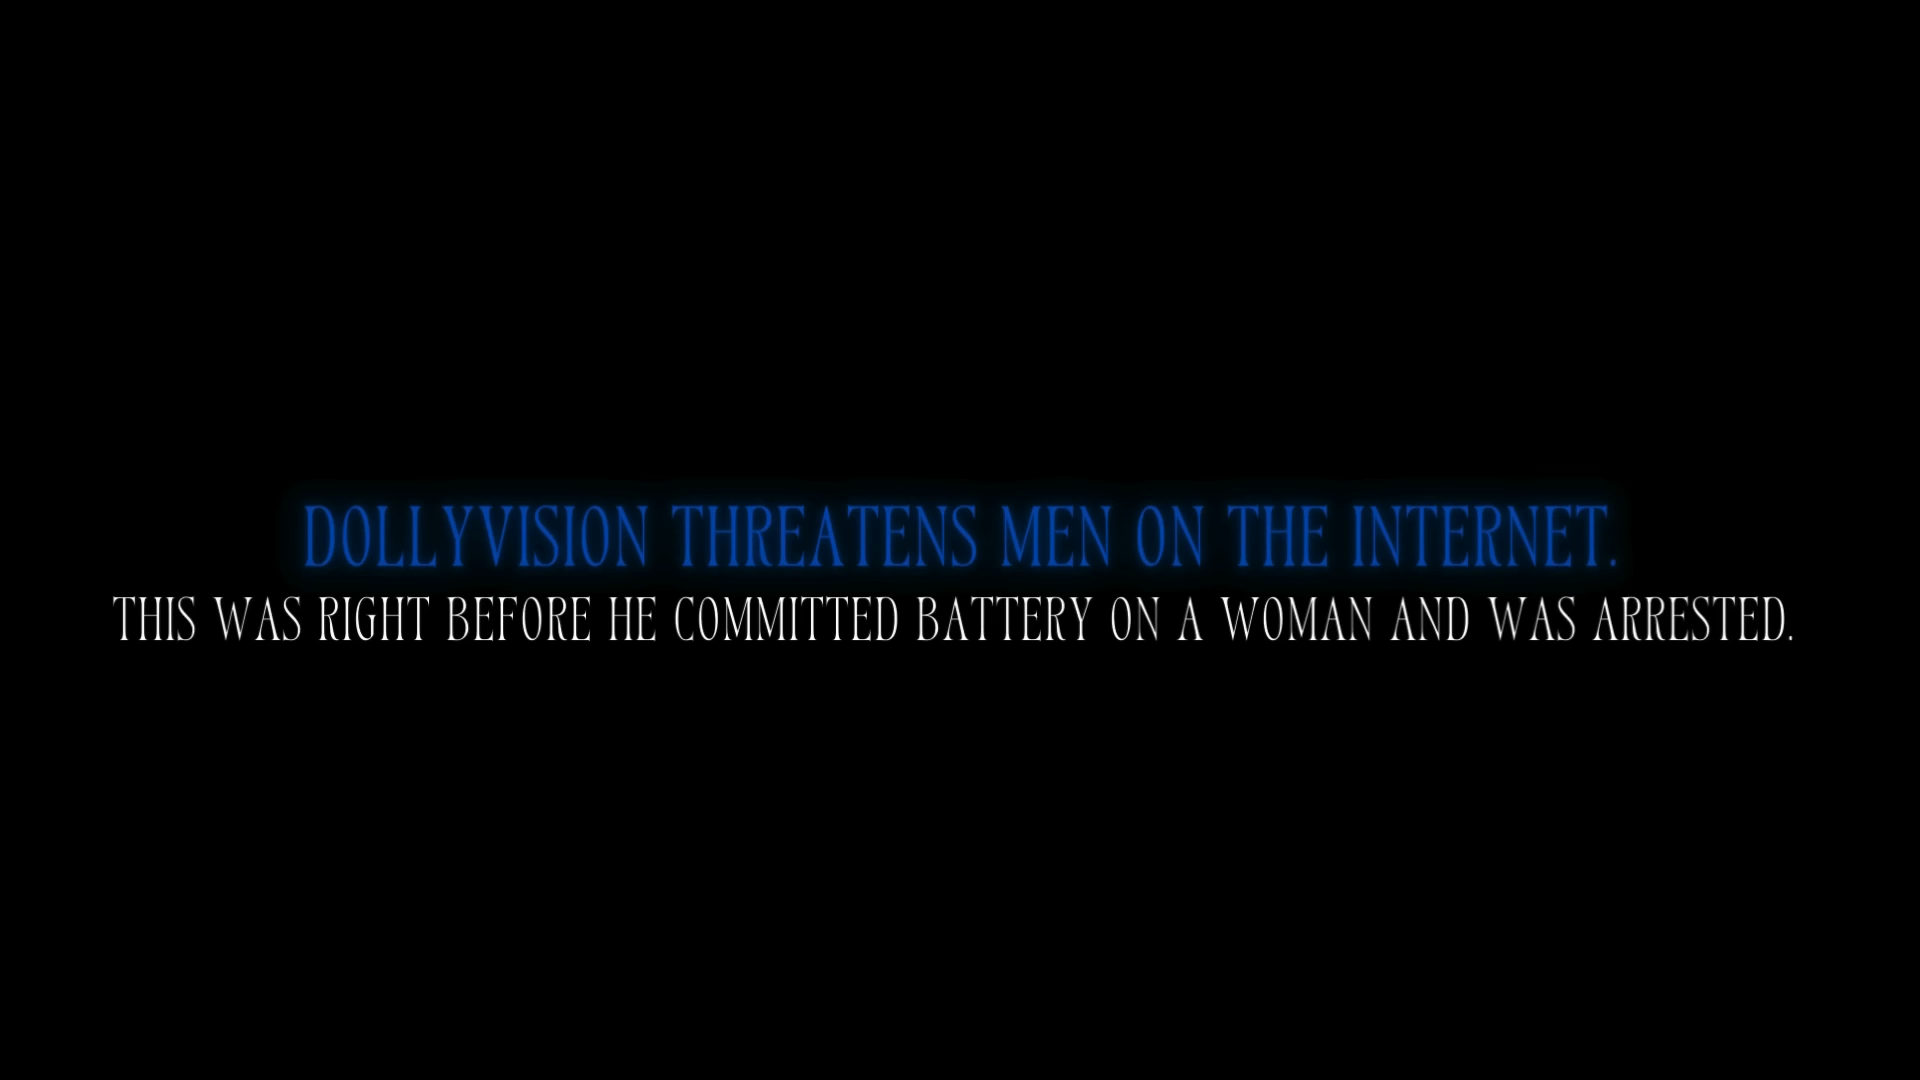 DOLLYVISION THREATENS MEN ON THE INTERNET.
THIS WAS RIGHT BEFORE HE COMMITTED BATTERY ON A WOMAN AND WAS ARRESTED.